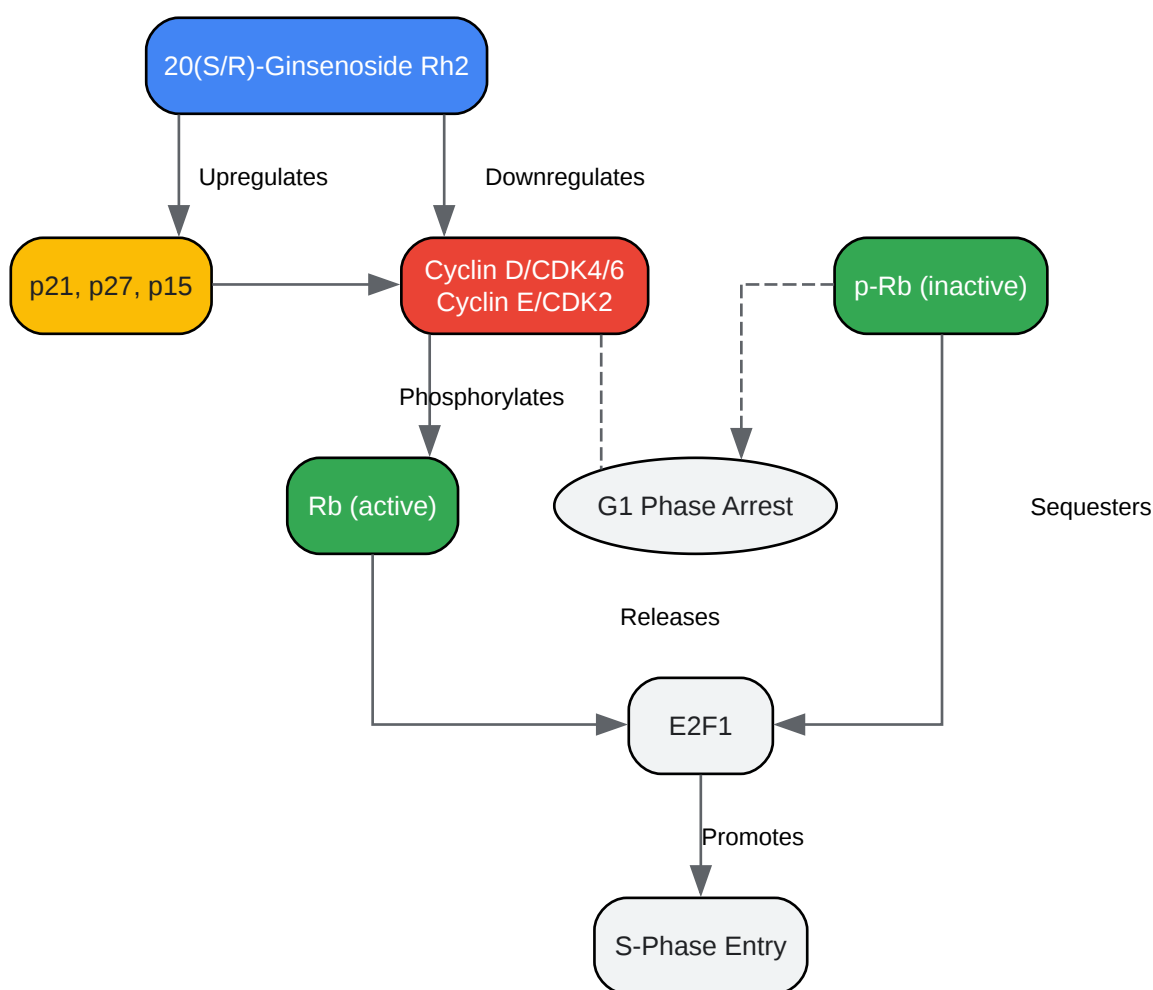 20(S/R)-Ginsenoside Rh2
Upregulates
Downregulates
p21, p27, p15
Cyclin D/CDK4/6
Cyclin E/CDK2
p-Rb (inactive)
Phosphorylates
Rb (active)
G1 Phase Arrest
Sequesters
Releases
E2F1
Promotes
S-Phase Entry